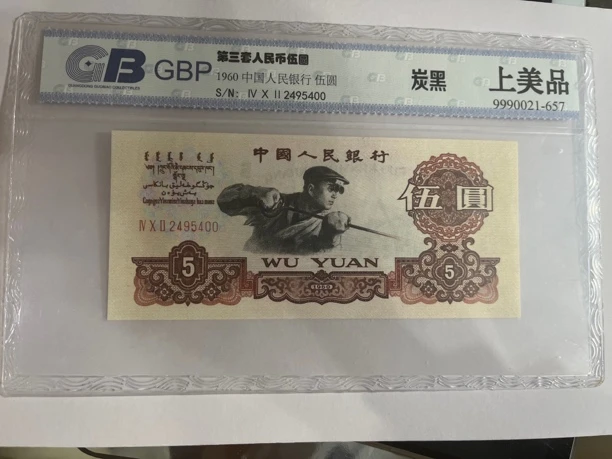 GB GBP
第三套人民币伍圆
1960 中国人民银行 伍圆
S/N: IV X II 2495400
炭黑
上美品
9990021-657
中國人民銀行
IV X II 2495400
伍圓
5
WU YUAN
1960
5